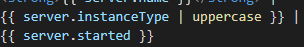 {{ server.instanceType | uppercase }} |
{{ server.started }}